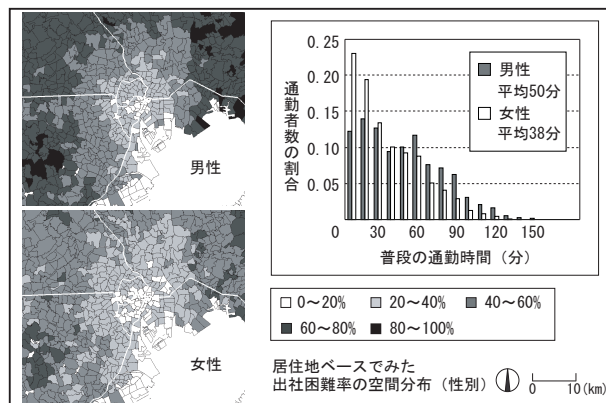 男性
女性
通勤者数の割合
0.25
0.20
0.15
0.10
0.05
男性
平均50分
女性
平均38分
0 30 60 90 120 150
普段の通勤時間（分）
0～20% 20～40% 40～60%
60～80% 80～100%
居住地ベースでみた
出社困難率の空間分布（性別）
0 10(km)